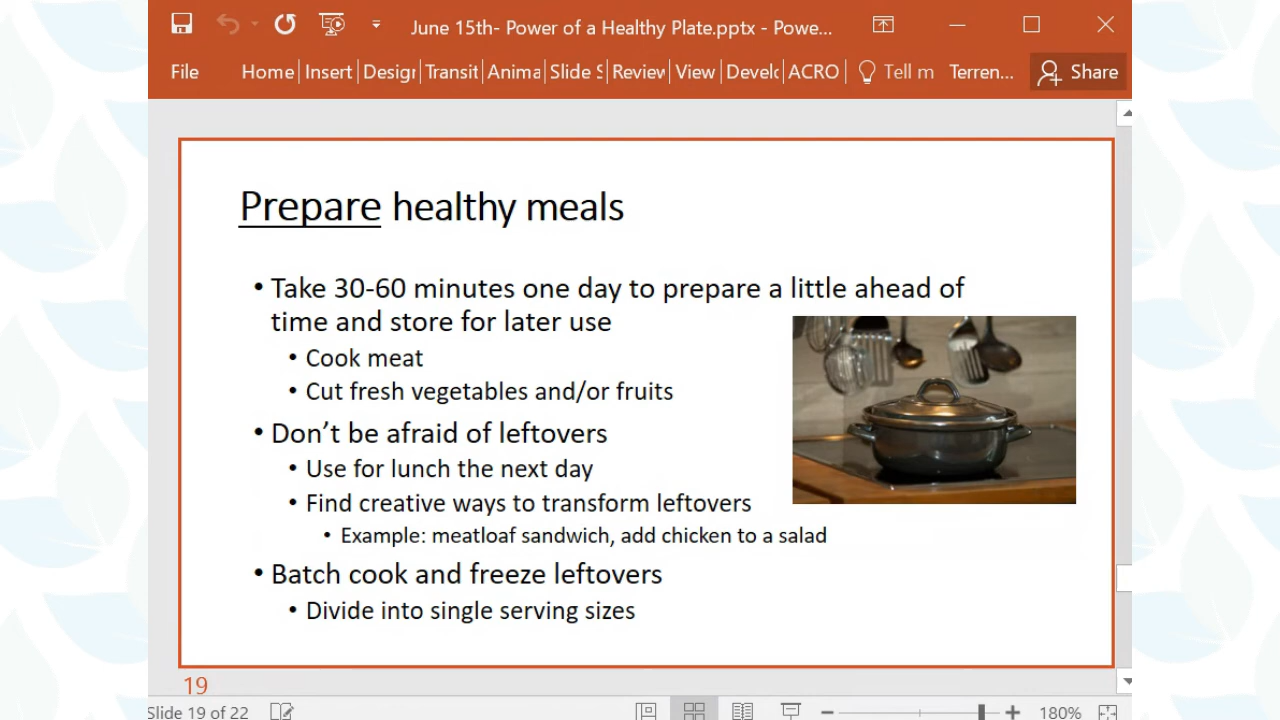 June 15th- Power of a Healthy Plate.pptx - Powe...
File Home Insert Design Transit Anima Slide S Review View Develo ACRO Tell m Terren... Share
Prepare healthy meals
• Take 30-60 minutes one day to prepare a little ahead of
time and store for later use
• Cook meat
• Cut fresh vegetables and/or fruits
• Don’t be afraid of leftovers
• Use for lunch the next day
• Find creative ways to transform leftovers
• Example: meatloaf sandwich, add chicken to a salad
• Batch cook and freeze leftovers
• Divide into single serving sizes
19
Slide 19 of 22 180%